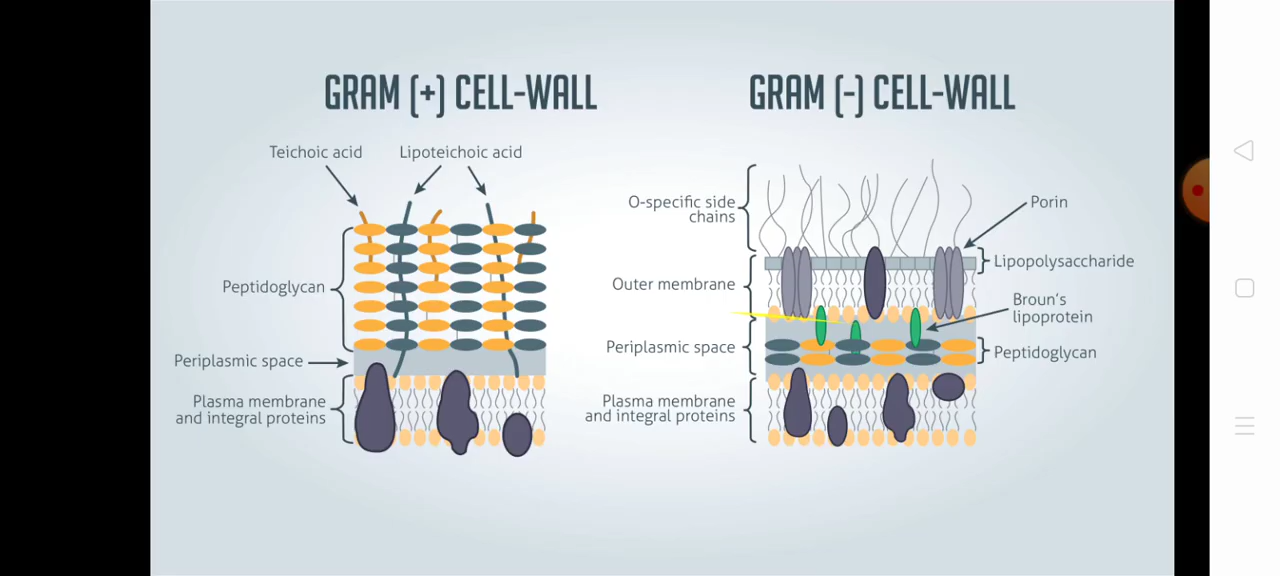 GRAM (+) CELL-WALL
Teichoic acid
Lipoteichoic acid
Peptidoglycan
Periplasmic space
Plasma membrane
and integral proteins
GRAM (-) CELL-WALL
O-specific side
chains
Outer membrane
Periplasmic space
Plasma membrane
and integral proteins
Porin
Lipopolysaccharide
Broun's
lipoprotein
Peptidoglycan